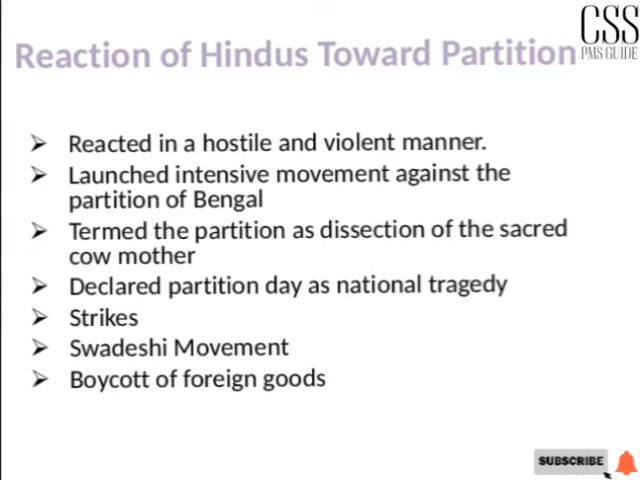 CSS
PMS GUIDE
Reaction of Hindus Toward Partition
➢ Reacted in a hostile and violent manner.
➢ Launched intensive movement against the
partition of Bengal
➢ Termed the partition as dissection of the sacred
cow mother
➢ Declared partition day as national tragedy
➢ Strikes
➢ Swadeshi Movement
➢ Boycott of foreign goods
SUBSCRIBE